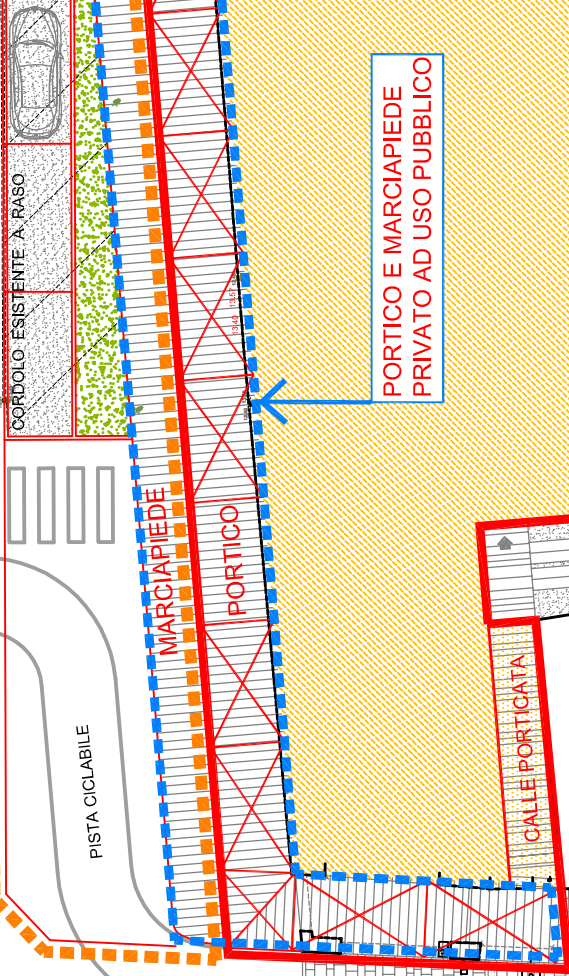 CORDOLO ESISTENTE A RASO
PORTICO E MARCIAPIEDE
PRIVATO AD USO PUBBLICO
MARCIAPIEDE
PORTICO
PISTA CICLABILE
CALLE PORTICATA